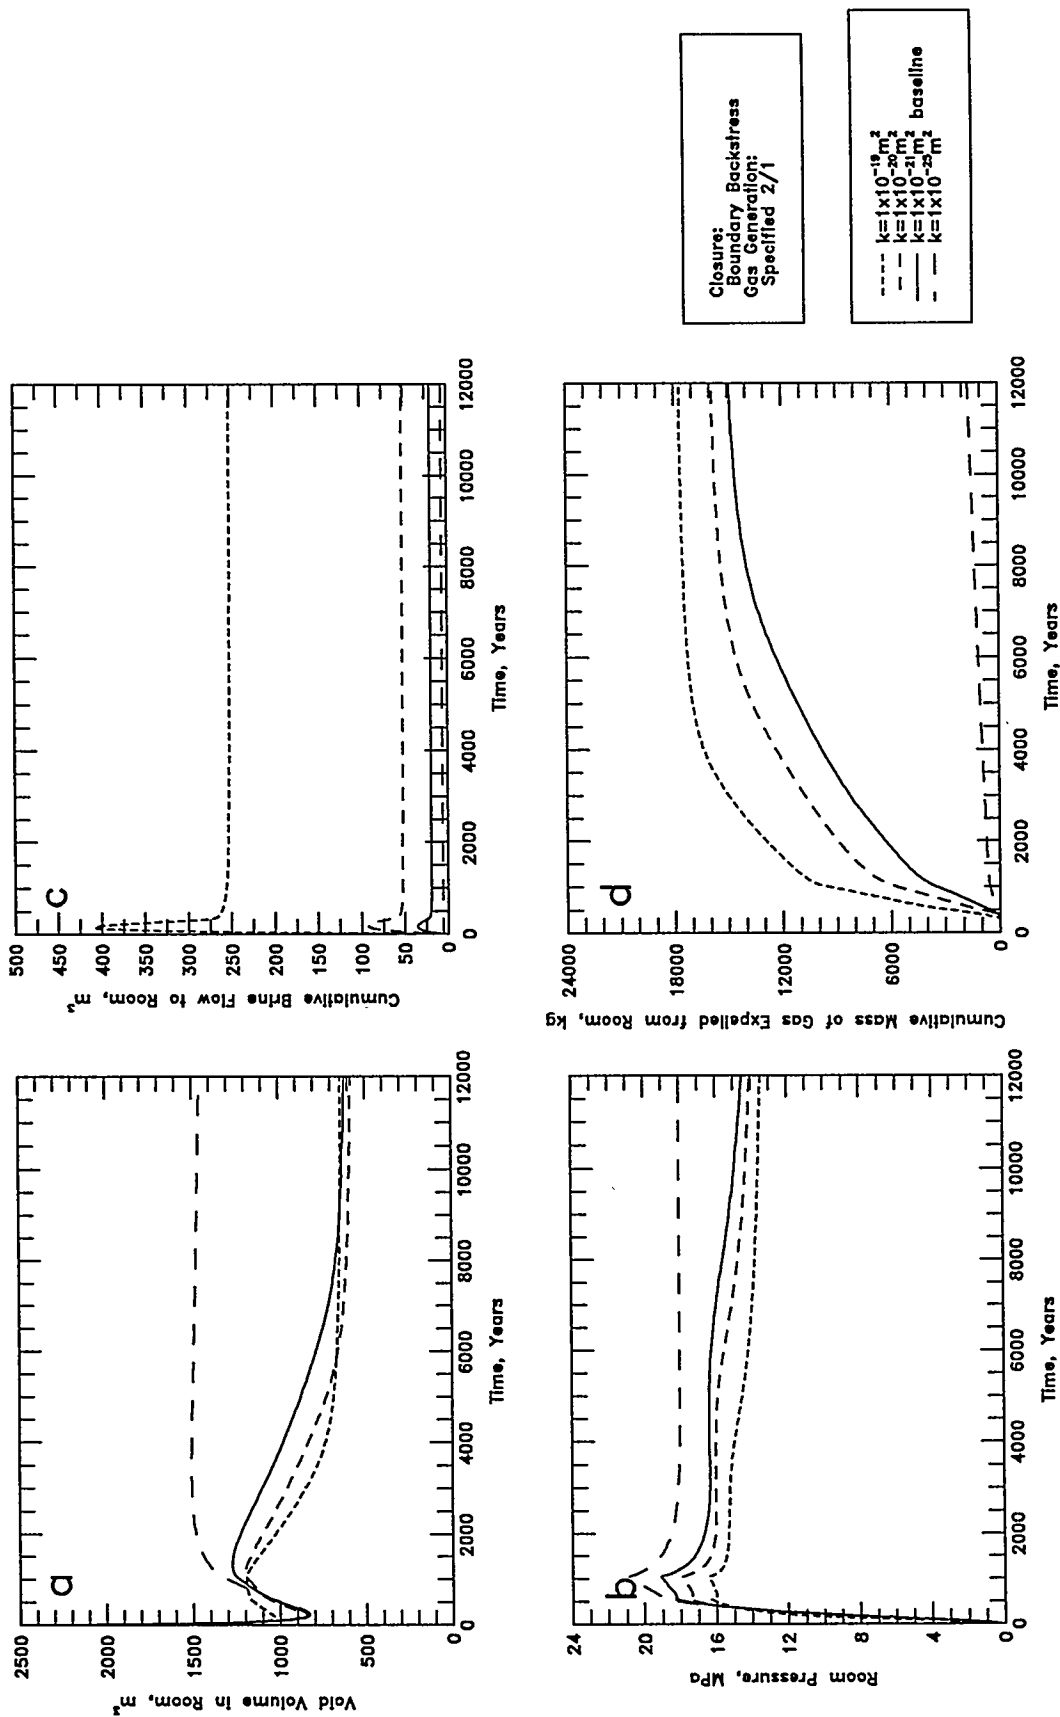 a
2500
2000
1500
1000
500
0
Void Volume in Room, m³
0
2000
4000
6000
8000
10000
12000
Time, Years
c
500
450
400
350
300
250
200
150
100
50
0
Cumulative Brine Flow to Room, m³
0
2000
4000
6000
8000
10000
12000
Time, Years
b
24
20
16
12
8
4
0
Room Pressure, MPa
0
2000
4000
6000
8000
10000
12000
Time, Years
d
24000
18000
12000
6000
0
Cumulative Mass of Gas Expelled from Room, kg
0
2000
4000
6000
8000
10000
12000
Time, Years
Closure:
Boundary Backstress
Gas Generation:
Specified 2/1
k=1x10⁻¹⁹m²
k=1x10⁻²⁰m²
k=1x10⁻²¹m² baseline
k=1x10⁻²⁵m²